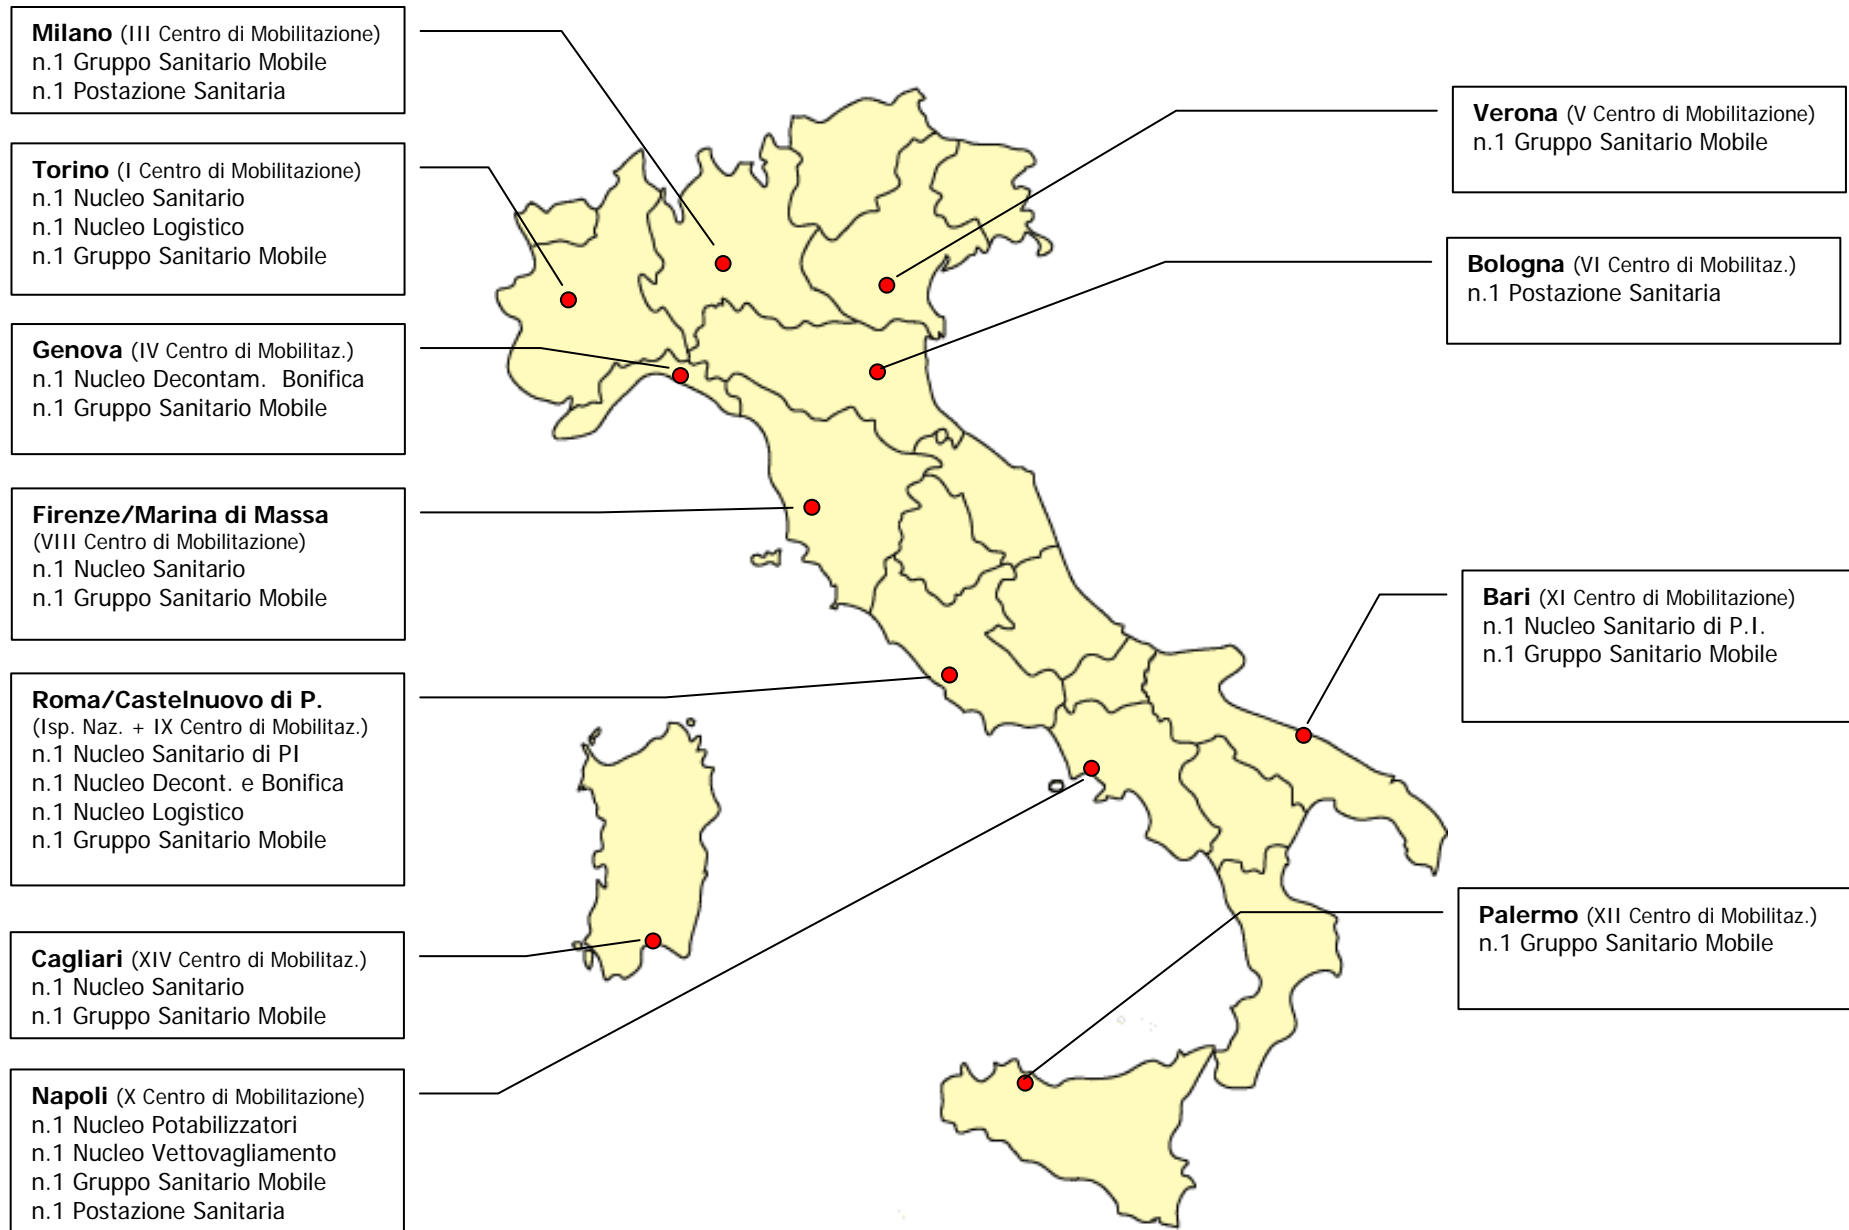 Milano (III Centro di Mobilitazione)
n.1 Gruppo Sanitario Mobile
n.1 Postazione Sanitaria
Torino (I Centro di Mobilitazione)
n.1 Nucleo Sanitario
n.1 Nucleo Logistico
n.1 Gruppo Sanitario Mobile
Genova (IV Centro di Mobilitaz.)
n.1 Nucleo Decontam. Bonifica
n.1 Gruppo Sanitario Mobile
Firenze/Marina di Massa
(VIII Centro di Mobilitazione)
n.1 Nucleo Sanitario
n.1 Gruppo Sanitario Mobile
Roma/Castelnuovo di P.
(Isp. Naz. + IX Centro di Mobilitaz.)
n.1 Nucleo Sanitario di PI
n.1 Nucleo Decont. e Bonifica
n.1 Nucleo Logistico
n.1 Gruppo Sanitario Mobile
Cagliari (XIV Centro di Mobilitaz.)
n.1 Nucleo Sanitario
n.1 Gruppo Sanitario Mobile
Napoli (X Centro di Mobilitazione)
n.1 Nucleo Potabilizzatori
n.1 Nucleo Vettovagliamento
n.1 Gruppo Sanitario Mobile
n.1 Postazione Sanitaria
Verona (V Centro di Mobilitazione)
n.1 Gruppo Sanitario Mobile
Bologna (VI Centro di Mobilitaz.)
n.1 Postazione Sanitaria
Bari (XI Centro di Mobilitazione)
n.1 Nucleo Sanitario di P.I.
n.1 Gruppo Sanitario Mobile
Palermo (XII Centro di Mobilitaz.)
n.1 Gruppo Sanitario Mobile